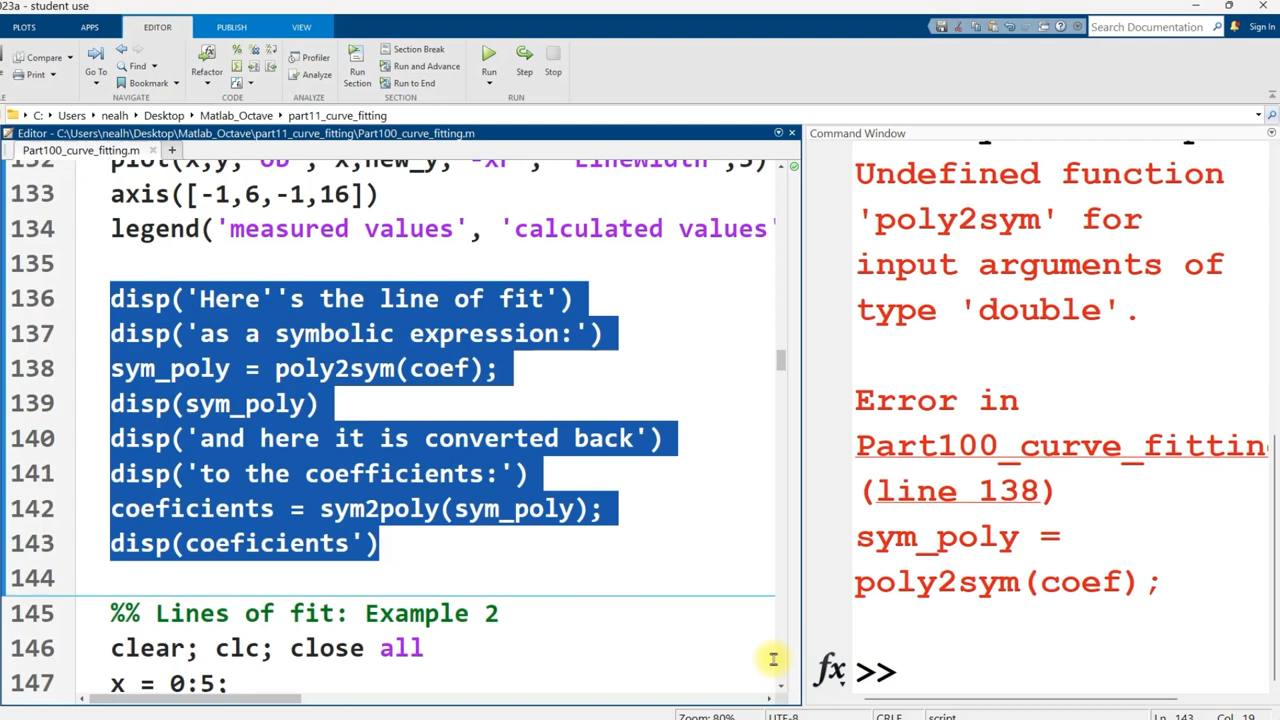 023a - student use
PLOTS APPS EDITOR PUBLISH VIEW
Search Documentation
Sign In
Compare
Print
Go To
Find
Bookmark
Refactor
Profiler
Analyze
Run Section
Section Break
Run and Advance
Run to End
Run
Step
Stop
NAVIGATE CODE ANALYZE SECTION RUN
C: Users nealh Desktop Matlab_Octave part11_curve_fitting
Editor - C:\Users\nealh\Desktop\Matlab_Octave\part11_curve_fitting\Part100_curve_fitting.m
Part100_curve_fitting.m
133 axis([-1,6,-1,16])
134 legend('measured values', 'calculated values'
135
136 disp('Here''s the line of fit')
137 disp('as a symbolic expression:')
138 sym_poly = poly2sym(coef);
139 disp(sym_poly)
140 disp('and here it is converted back')
141 disp('to the coefficients:')
142 coeficients = sym2poly(sym_poly);
143 disp(coeficients')
144
145 %% Lines of fit: Example 2
146 clear; clc; close all
147 x = 0:5;
Command Window
Undefined function
'poly2sym' for
input arguments of
type 'double'.
Error in
Part100_curve_fitting
(line 138)
sym_poly =
poly2sym(coef);
fx >>
Zoom: 80% UTF-8 CRLF script Ln 143 Col 19